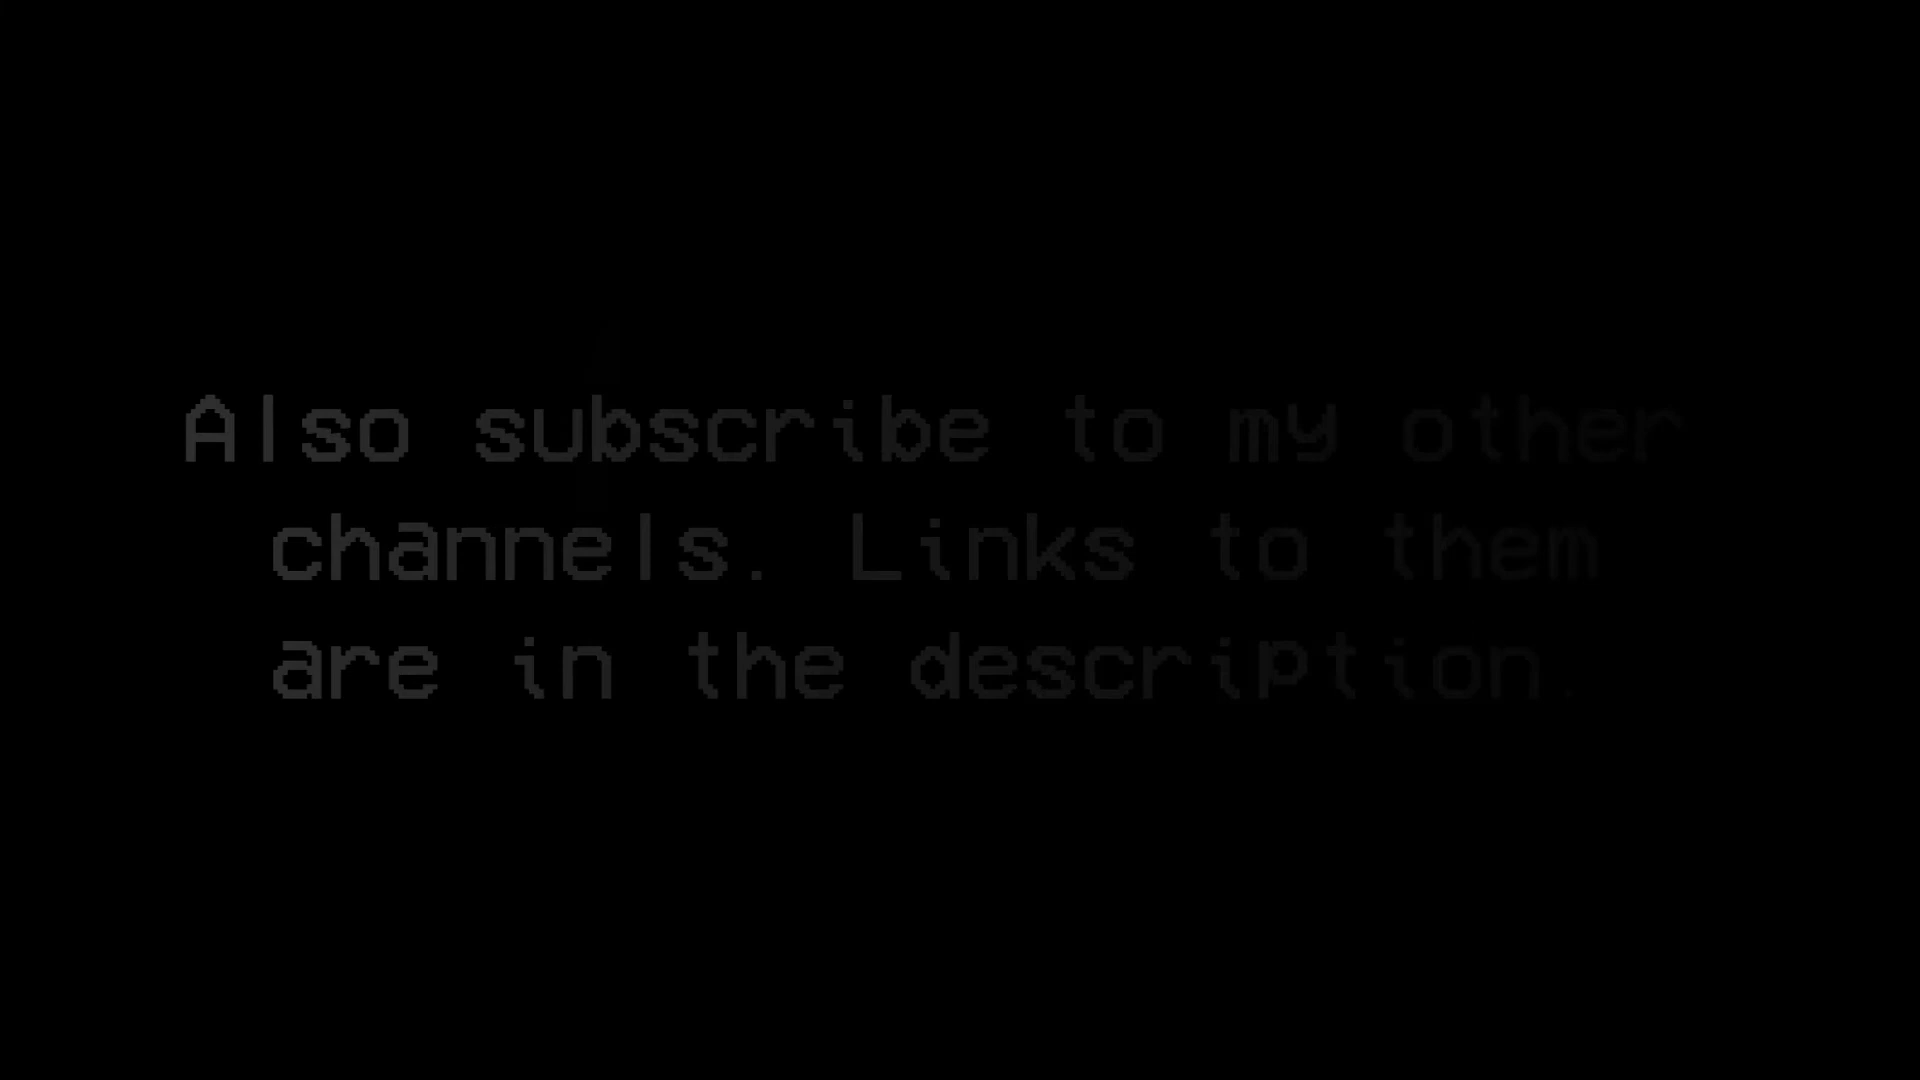 Also subscribe to my other
channels. Links to them
are in the description.